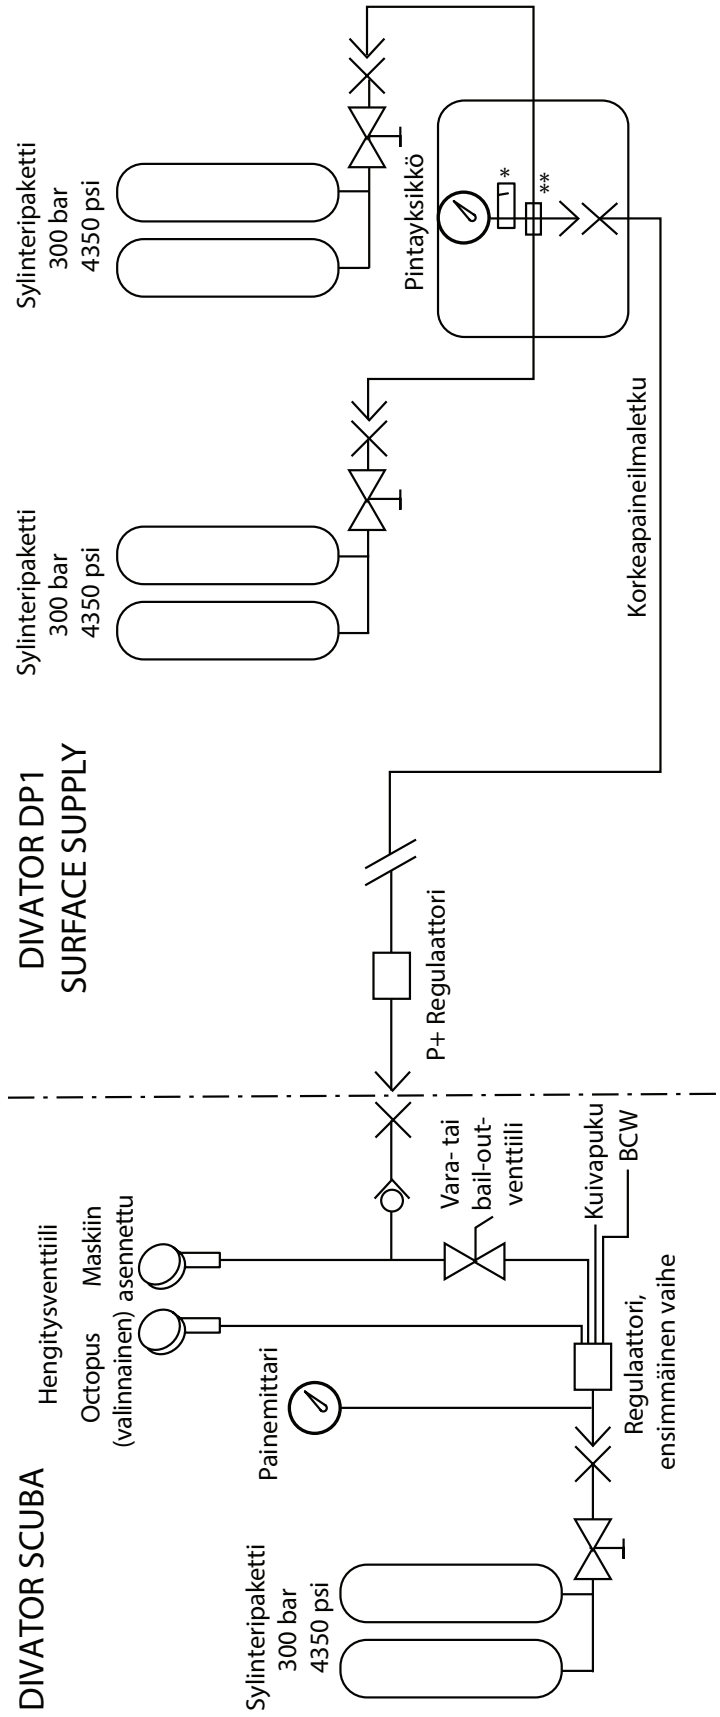 DIVATOR SCUBA
Sylinteripaketti
300 bar
4350 psi
Painemittari
Hengitysventtiili
Octopus
(valinnainen)
Maskiin
asennettu
Vara- tai
bail-out-
venttiili
Kuivapuku
BCW
Regulaattori,
ensimmäinen vaihe
DIVATOR DP1
SURFACE SUPPLY
P+ Regulaattori
Sylinteripaketti
300 bar
4350 psi
Sylinteripaketti
300 bar
4350 psi
Pintayksikkö
*
**
Korkeapaineilmaletku